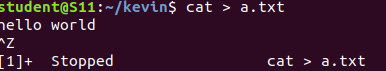 student@S11:~/kevin$ cat > a.txt
hello world
^Z
[1]+  Stopped                 cat > a.txt